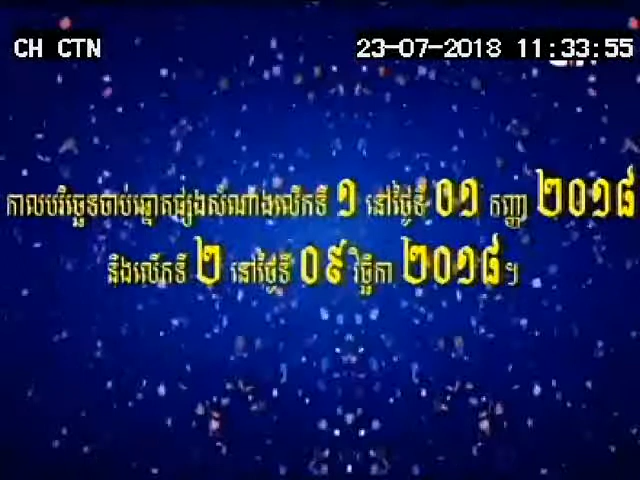 CH CTN
23-07-2018 11:33:55
កាលបរិច្ឆេទចាប់ឆ្នោតផ្សងសំណាងលើកទី ១ នៅថ្ងៃទី ០១ កញ្ញា ២០១៨
និងលើកទី ២ នៅថ្ងៃទី ០៩ វិច្ឆិកា ២០១៨។